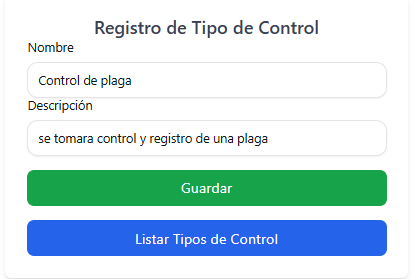 Registro de Tipo de Control
Nombre
Control de plaga
Descripción
se tomara control y registro de una plaga
Guardar
Listar Tipos de Control